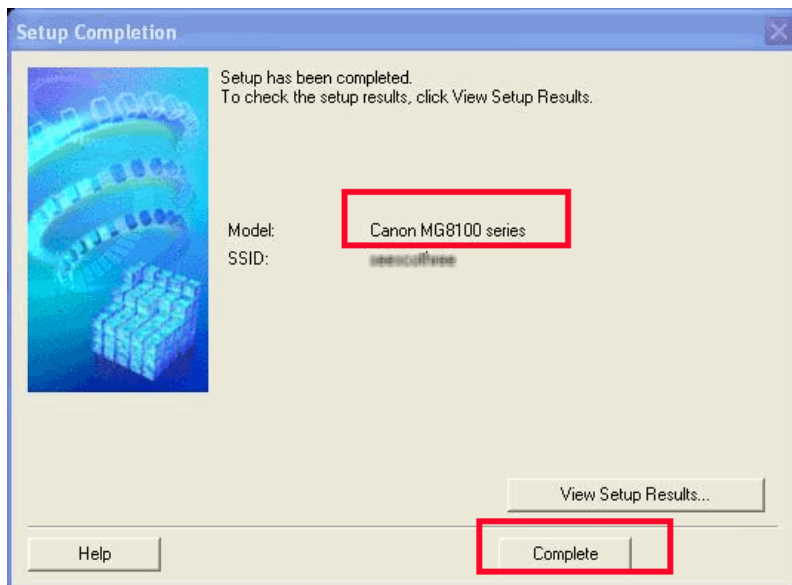 Setup Completion
Setup has been completed.
To check the setup results, click View Setup Results.
Model: Canon MG8100 series
SSID:
View Setup Results...
Help Complete